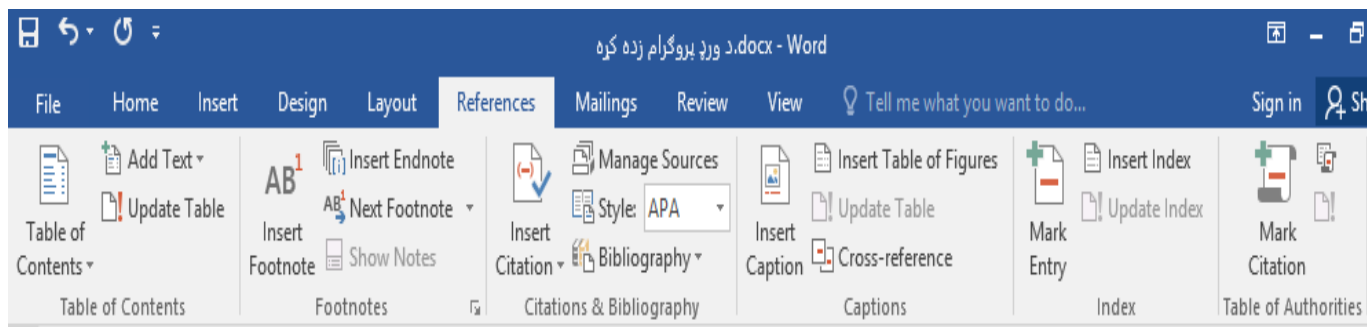 د ورډ پروګرام زده کړه.docx - Word
File Home Insert Design Layout References Mailings Review View Tell me what you want to do... Sign in Sh
Table of Contents
Add Text
Update Table
Table of Contents
AB1
Insert Footnote
Insert Endnote
Next Footnote
Show Notes
Footnotes
Insert Citation
Manage Sources
Style: APA
Bibliography
Citations & Bibliography
Insert Caption
Insert Table of Figures
Update Table
Cross-reference
Captions
Mark Entry
Insert Index
Update Index
Index
Mark Citation
Table of Authorities